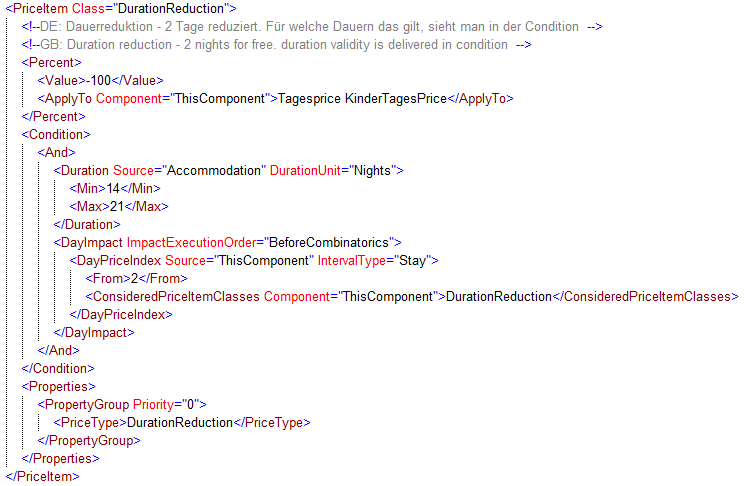 <PriceItem Class="DurationReduction">
<!--DE: Dauerreduktion - 2 Tage reduziert. Für welche Dauern das gilt, sieht man in der Condition -->
<!--GB: Duration reduction - 2 nights for free. duration validity is delivered in condition -->
<Percent>
<Value>-100</Value>
<ApplyTo Component="ThisComponent">Tagesprice KinderTagesPrice</ApplyTo>
</Percent>
<Condition>
<And>
<Duration Source="Accommodation" DurationUnit="Nights">
<Min>14</Min>
<Max>21</Max>
</Duration>
<DayImpact ImpactExecutionOrder="BeforeCombinatorics">
<DayPriceIndex Source="ThisComponent" IntervalType="Stay">
<From>2</From>
<ConsideredPriceItemClasses Component="ThisComponent">DurationReduction</ConsideredPriceItemClasses>
</DayPriceIndex>
</DayImpact>
</And>
</Condition>
<Properties>
<PropertyGroup Priority="0">
<PriceType>DurationReduction</PriceType>
</PropertyGroup>
</Properties>
</PriceItem>